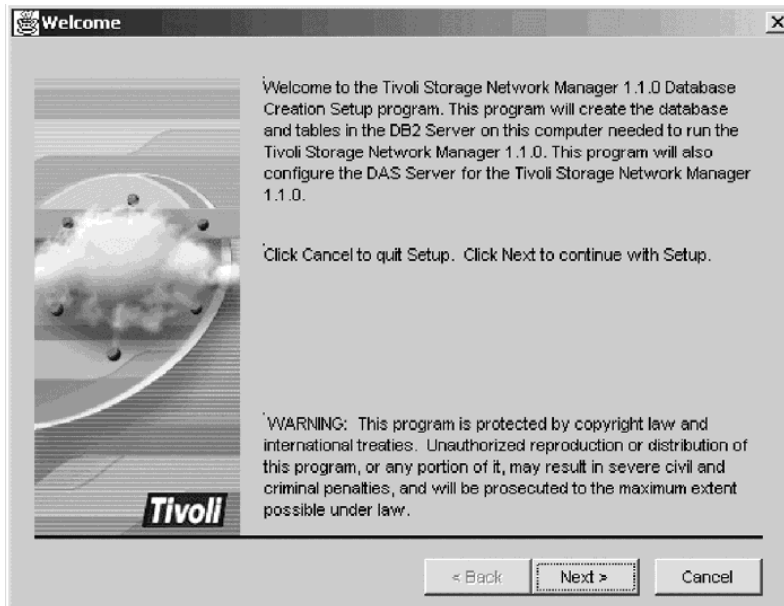 Welcome
Welcome to the Tivoli Storage Network Manager 1.1.0 Database
Creation Setup program. This program will create the database
and tables in the DB2 Server on this computer needed to run the
Tivoli Storage Network Manager 1.1.0. This program will also
configure the DAS Server for the Tivoli Storage Network Manager
1.1.0.
Click Cancel to quit Setup. Click Next to continue with Setup.
WARNING: This program is protected by copyright law and
international treaties. Unauthorized reproduction or distribution of
this program, or any portion of it, may result in severe civil and
criminal penalties, and will be prosecuted to the maximum extent
possible under law.
Tivoli
< Back
Next >
Cancel